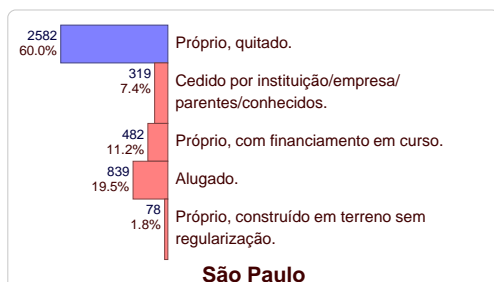 2582
60.0%
Próprio, quitado.
319
7.4%
Cedido por instituição/empresa/
parentes/conhecidos.
482
11.2%
Próprio, com financiamento em curso.
839
19.5%
Alugado.
78
1.8%
Próprio, construído em terreno sem
regularização.
São Paulo